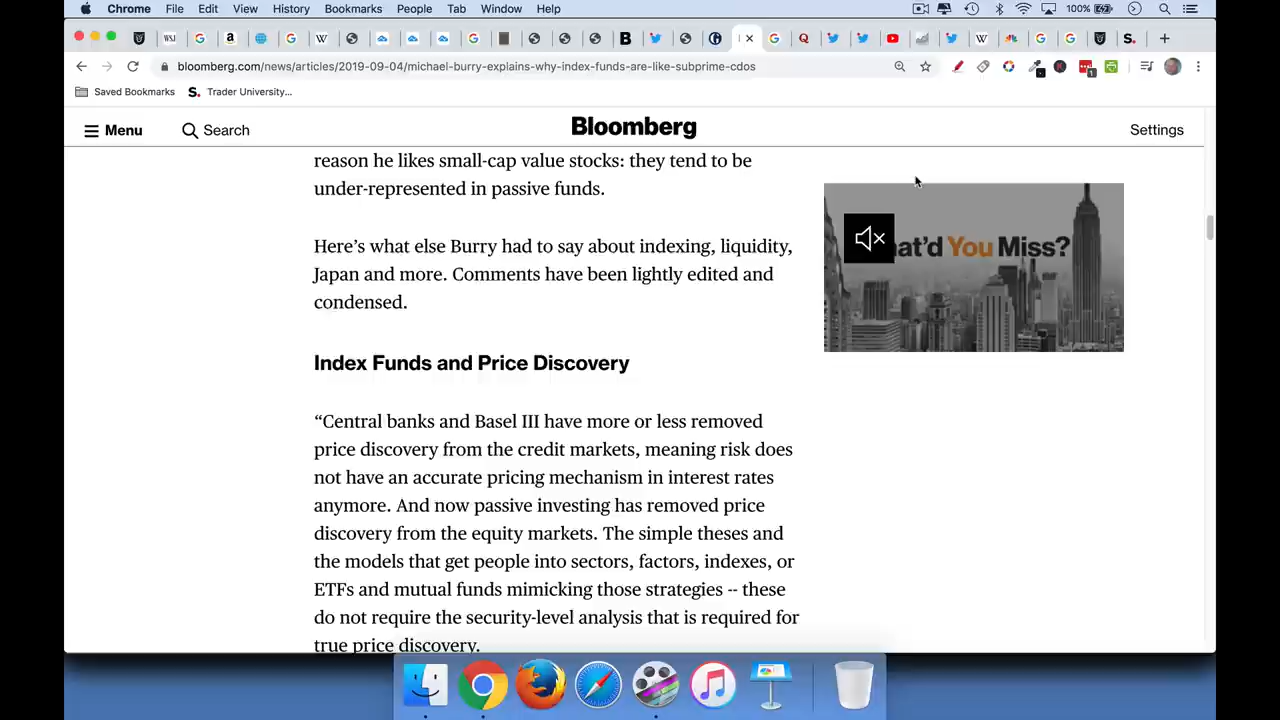 Chrome File Edit View History Bookmarks People Tab Window Help 100%
bloomberg.com/news/articles/2019-09-04/michael-burry-explains-why-index-funds-are-like-subprime-cdos
Saved Bookmarks S. Trader University...
Menu Search Bloomberg Settings
reason he likes small-cap value stocks: they tend to be
under-represented in passive funds.
at'd You Miss?
Here’s what else Burry had to say about indexing, liquidity,
Japan and more. Comments have been lightly edited and
condensed.
Index Funds and Price Discovery
“Central banks and Basel III have more or less removed
price discovery from the credit markets, meaning risk does
not have an accurate pricing mechanism in interest rates
anymore. And now passive investing has removed price
discovery from the equity markets. The simple theses and
the models that get people into sectors, factors, indexes, or
ETFs and mutual funds mimicking those strategies -- these
do not require the security-level analysis that is required for
true price discovery.